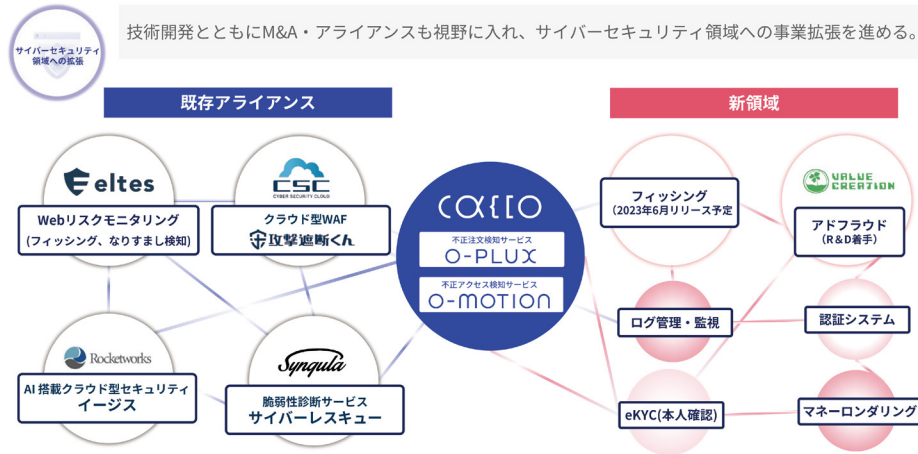 サイバーセキュリティ
領域への拡張
技術開発とともにM&A・アライアンスも視野に入れ、サイバーセキュリティ領域への事業拡張を進める。
既存アライアンス
新領域
eltes
Webリスクモニタリング
(フィッシング、なりすまし検知)
CSC
CYBER SECURITY CLOUD
クラウド型WAF
攻撃遮断くん
Rocketworks
AI搭載クラウド型セキュリティ
イージス
Syngula
脆弱性診断サービス
サイバーレスキュー
cacco
不正注文検知サービス
O-PLUX
不正アクセス検知サービス
O-MOTION
フィッシング
（2023年6月リリース予定
VALUE
CREATION
アドフラウド
（R＆D着手）
ログ管理・監視
認証システム
eKYC(本人確認)
マネーロンダリング